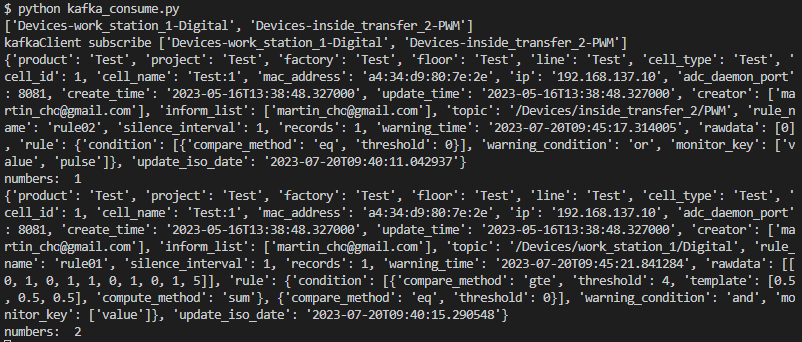 $ python kafka_consume.py
['Devices-work_station_1-Digital', 'Devices-inside_transfer_2-PWM']
kafkaClient subscribe ['Devices-work_station_1-Digital', 'Devices-inside_transfer_2-PWM']
{'product': 'Test', 'project': 'Test', 'factory': 'Test', 'floor': 'Test', 'line': 'Test', 'cell_type': 'Test', '
cell_id': 1, 'cell_name': 'Test:1', 'mac_address': 'a4:34:d9:80:7e:2e', 'ip': '192.168.137.10', 'adc_daemon_port'
: 8081, 'create_time': '2023-05-16T13:38:48.327000', 'update_time': '2023-05-16T13:38:48.327000', 'creator': ['ma
rtin_chc@gmail.com'], 'inform_list': ['martin_chc@gmail.com'], 'topic': '/Devices/inside_transfer_2/PWM', 'rule_n
ame': 'rule02', 'silence_interval': 1, 'records': 1, 'warning_time': '2023-07-20T09:45:17.314005', 'rawdata': [0]
, 'rule': {'condition': [{'compare_method': 'eq', 'threshold': 0}], 'warning_condition': 'or', 'monitor_key': ['v
alue', 'pulse']}, 'update_iso_date': '2023-07-20T09:40:11.042937'}
numbers:  1
{'product': 'Test', 'project': 'Test', 'factory': 'Test', 'floor': 'Test', 'line': 'Test', 'cell_type': 'Test', '
cell_id': 1, 'cell_name': 'Test:1', 'mac_address': 'a4:34:d9:80:7e:2e', 'ip': '192.168.137.10', 'adc_daemon_port'
: 8081, 'create_time': '2023-05-16T13:38:48.327000', 'update_time': '2023-05-16T13:38:48.327000', 'creator': ['ma
rtin_chc@gmail.com'], 'inform_list': ['martin_chc@gmail.com'], 'topic': '/Devices/work_station_1/Digital', 'rule_
name': 'rule01', 'silence_interval': 1, 'records': 1, 'warning_time': '2023-07-20T09:45:21.841284', 'rawdata': [[
0, 1, 0, 1, 1, 0, 1, 0, 1, 5]], 'rule': {'condition': [{'compare_method': 'gte', 'threshold': 4, 'template': [0.5
, 0.5, 0.5], 'compute_method': 'sum'}, {'compare_method': 'eq', 'threshold': 0}], 'warning_condition': 'and', 'mo
nitor_key': ['value']}, 'update_iso_date': '2023-07-20T09:40:15.290548'}
numbers:  2